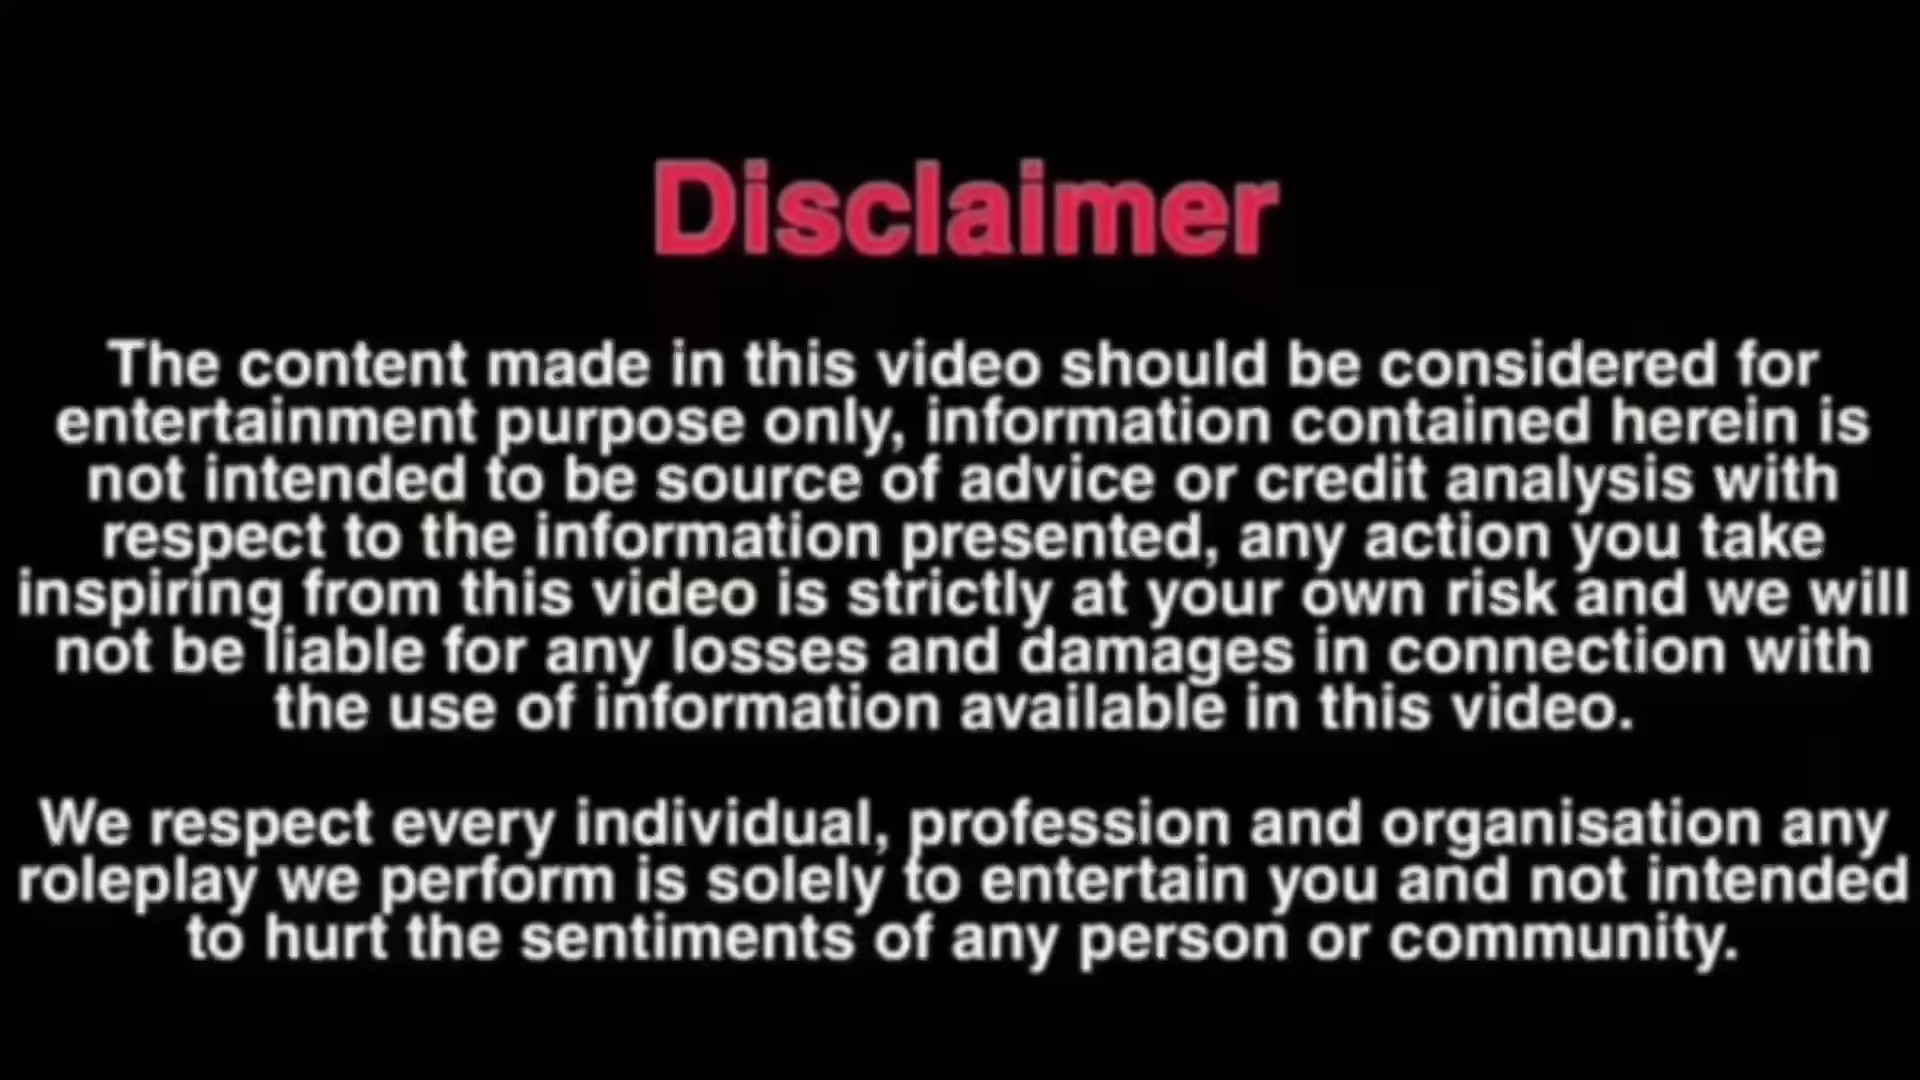 Disclaimer
The content made in this video should be considered for
entertainment purpose only, information contained herein is
not intended to be source of advice or credit analysis with
respect to the information presented, any action you take
inspiring from this video is strictly at your own risk and we will
not be liable for any losses and damages in connection with
the use of information available in this video.
We respect every individual, profession and organisation any
roleplay we perform is solely to entertain you and not intended
to hurt the sentiments of any person or community.